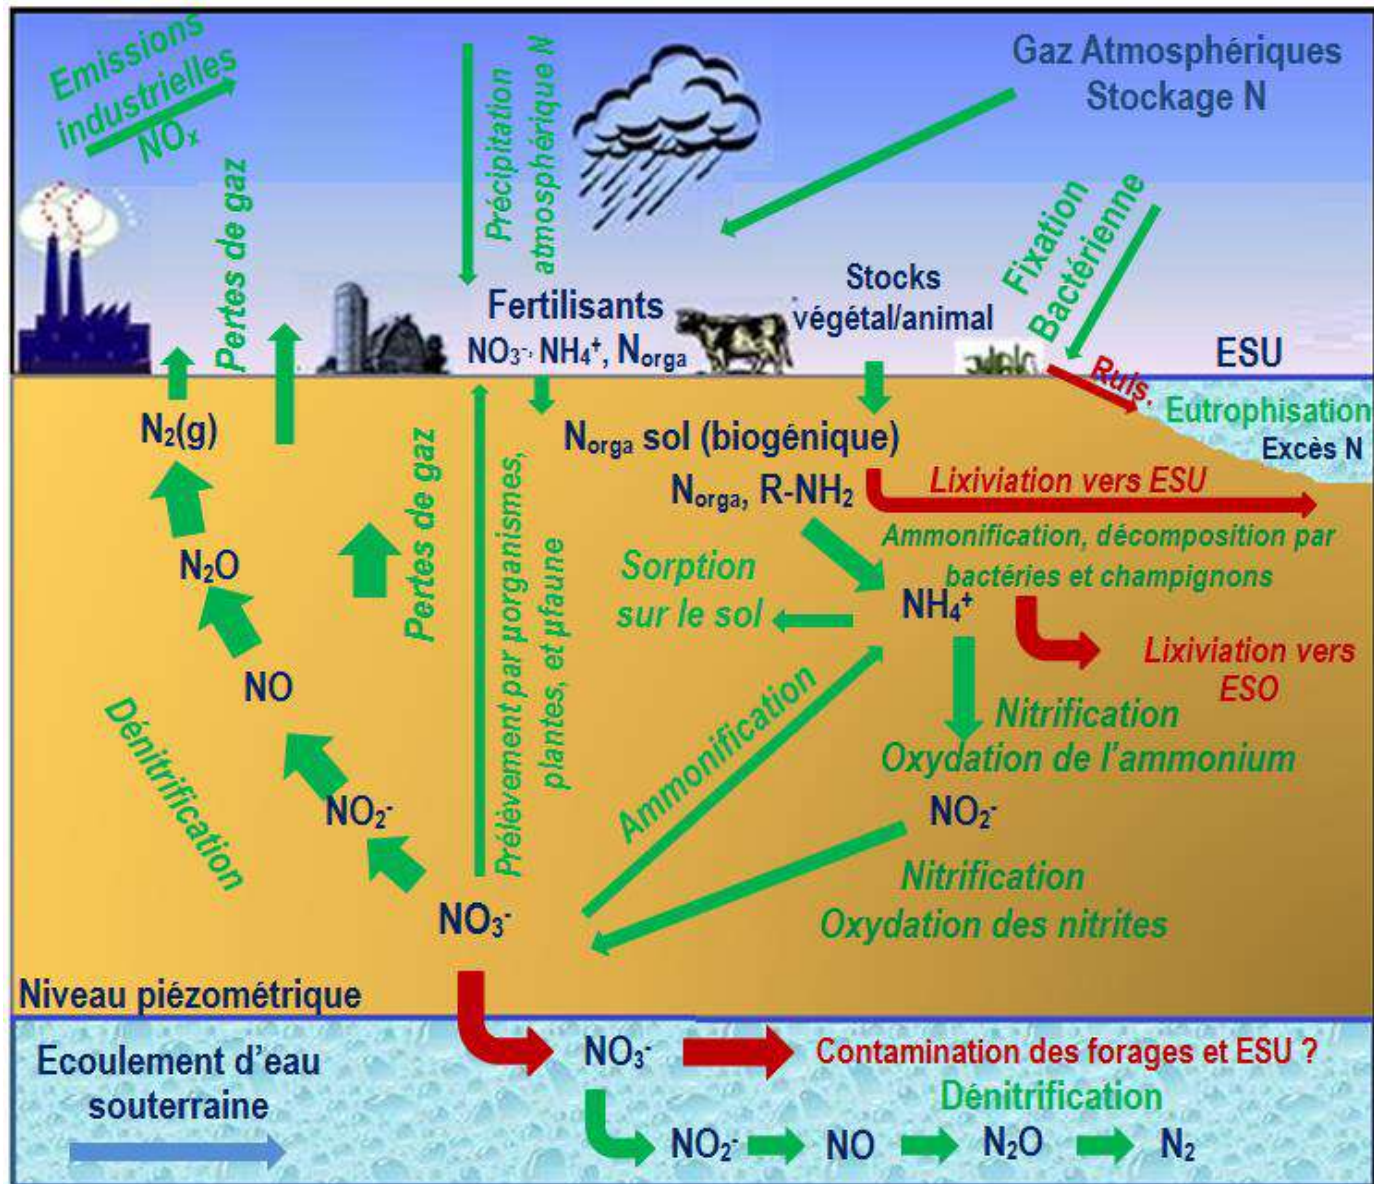 Emissions
industrielles
NOₓ
Pertes de gaz
Précipitation
atmosphérique N
Gaz Atmosphériques
Stockage N
Fixation
Bactérienne
Fertilisants
NO₃⁻, NH₄⁺, Norga
Stocks
végétal/animal
ESU
Ruis.
Eutrophisation
Excès N
N₂(g)
N₂O
NO
NO₂⁻
NO₃⁻
Dénitrification
Pertes de gaz
Prélèvement par µorganismes,
plantes, et µfaune
Norga sol (biogénique)
Norga, R-NH₂
Lixiviation vers ESU
Ammonification, décomposition par
bactéries et champignons
Sorption
sur le sol
NH₄⁺
Lixiviation vers
ESO
Ammonification
Nitrification
Oxydation de l'ammonium
NO₂⁻
Nitrification
Oxydation des nitrites
Niveau piézométrique
Ecoulement d'eau
souterraine
NO₃⁻
Contamination des forages et ESU ?
Dénitrification
NO₂⁻ NO N₂O N₂